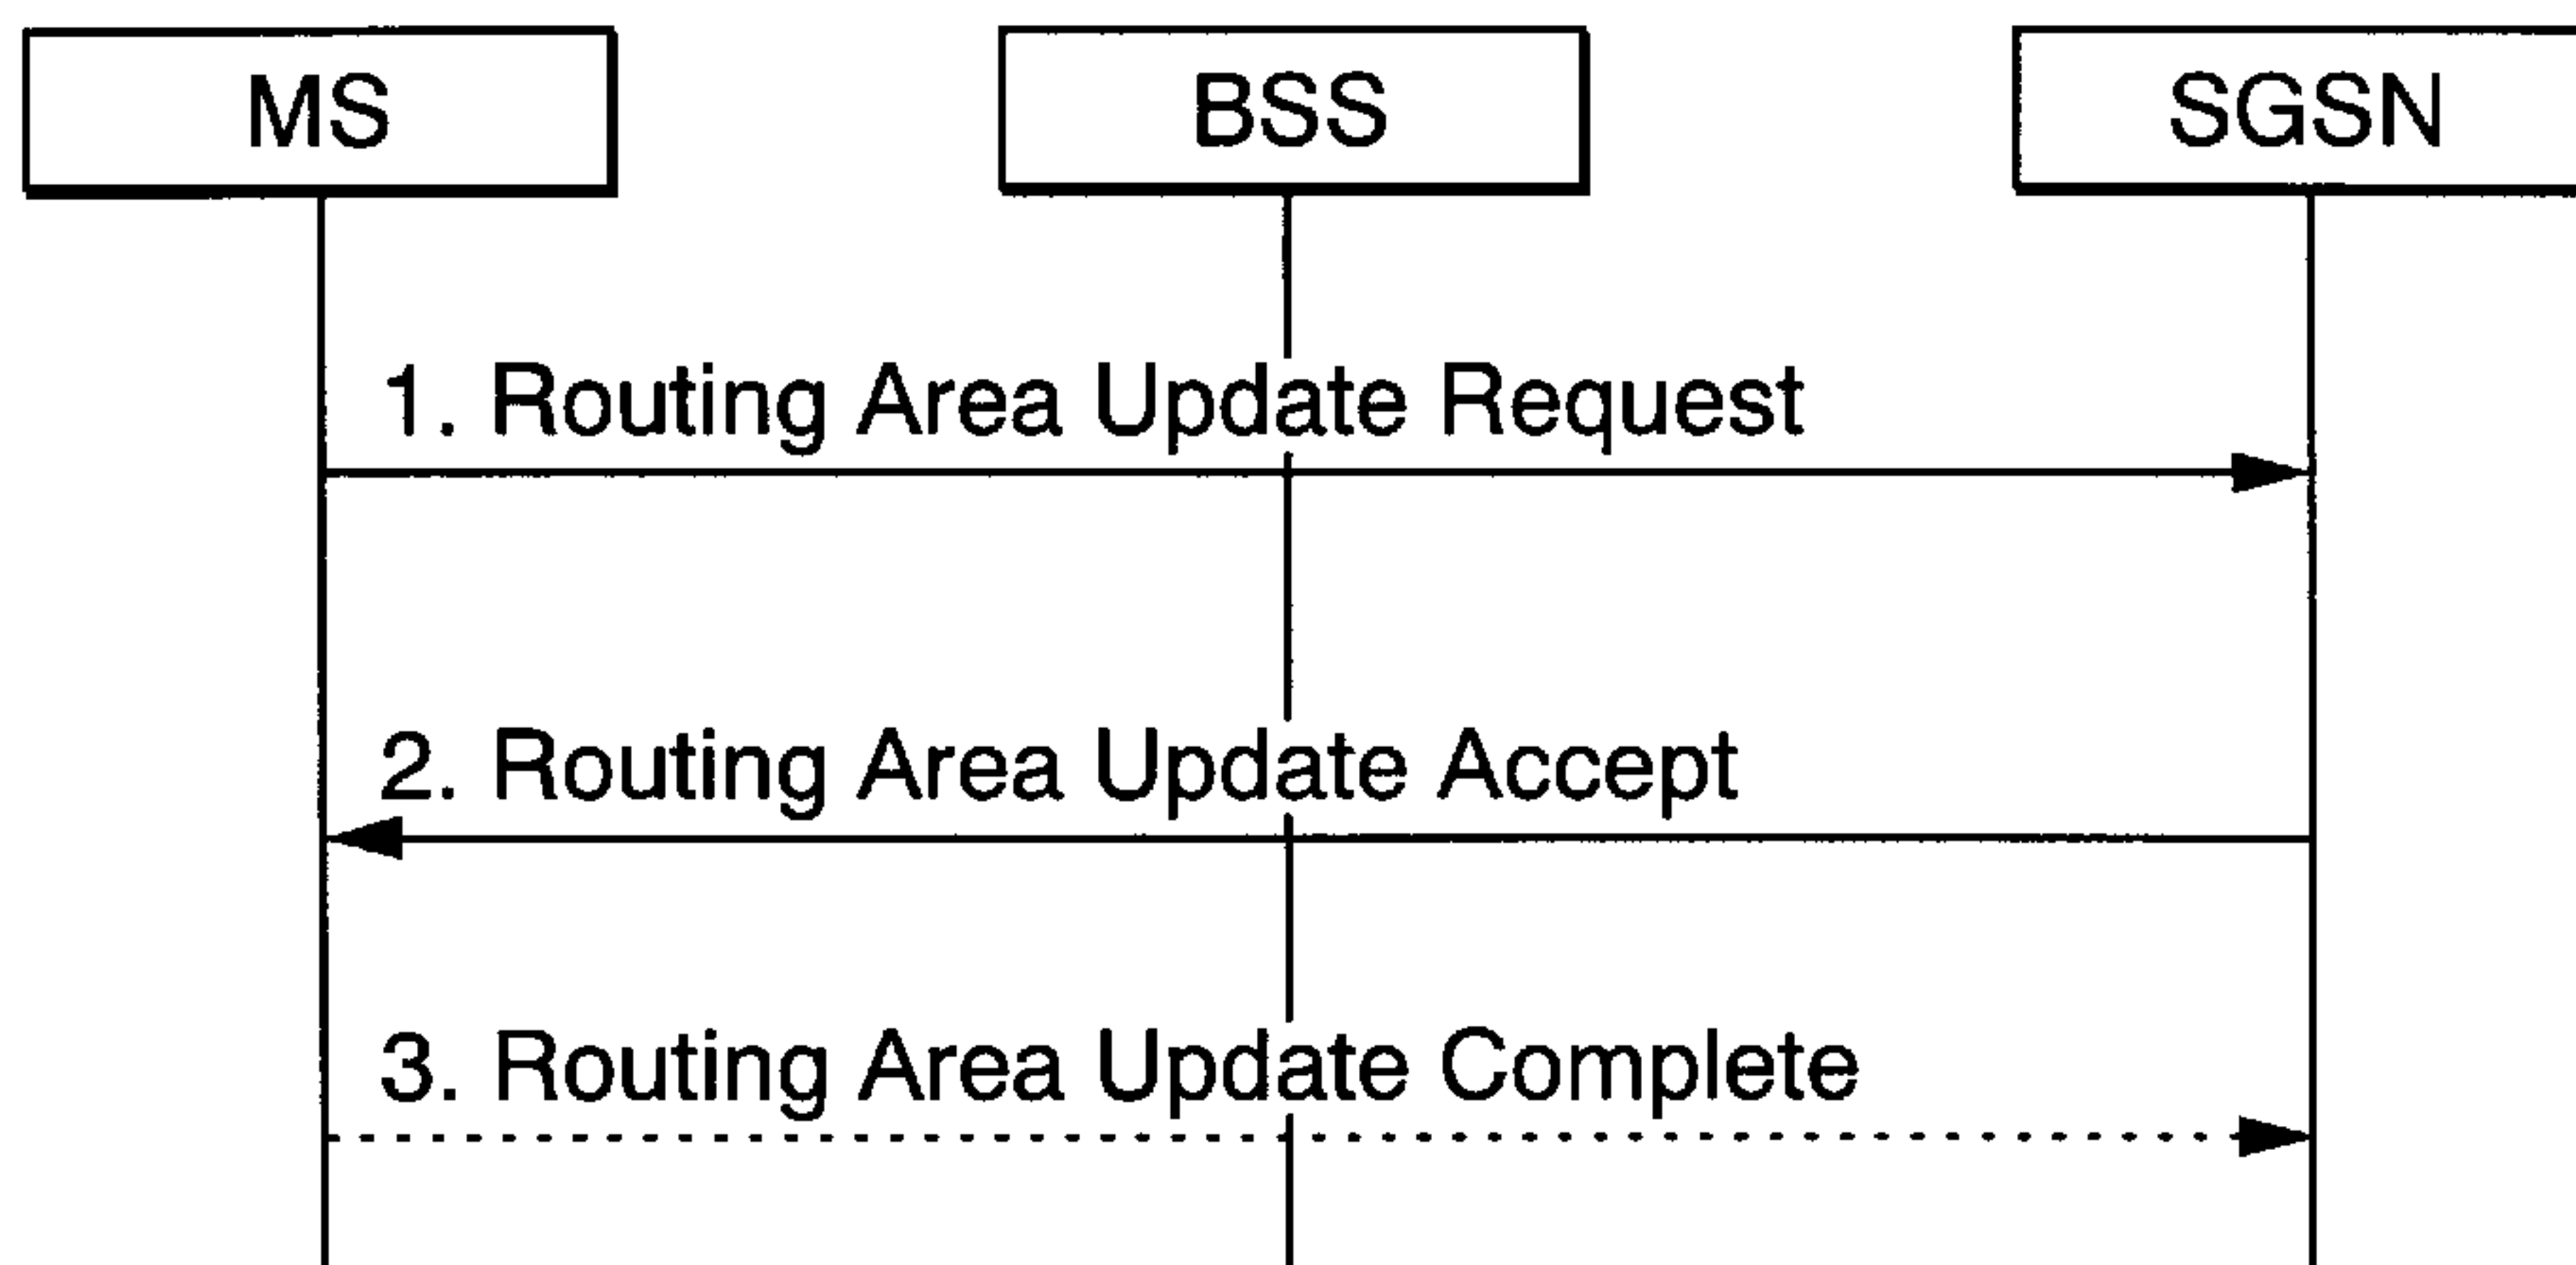 MS BSS SGSN
1. Routing Area Update Request
2. Routing Area Update Accept
3. Routing Area Update Complete